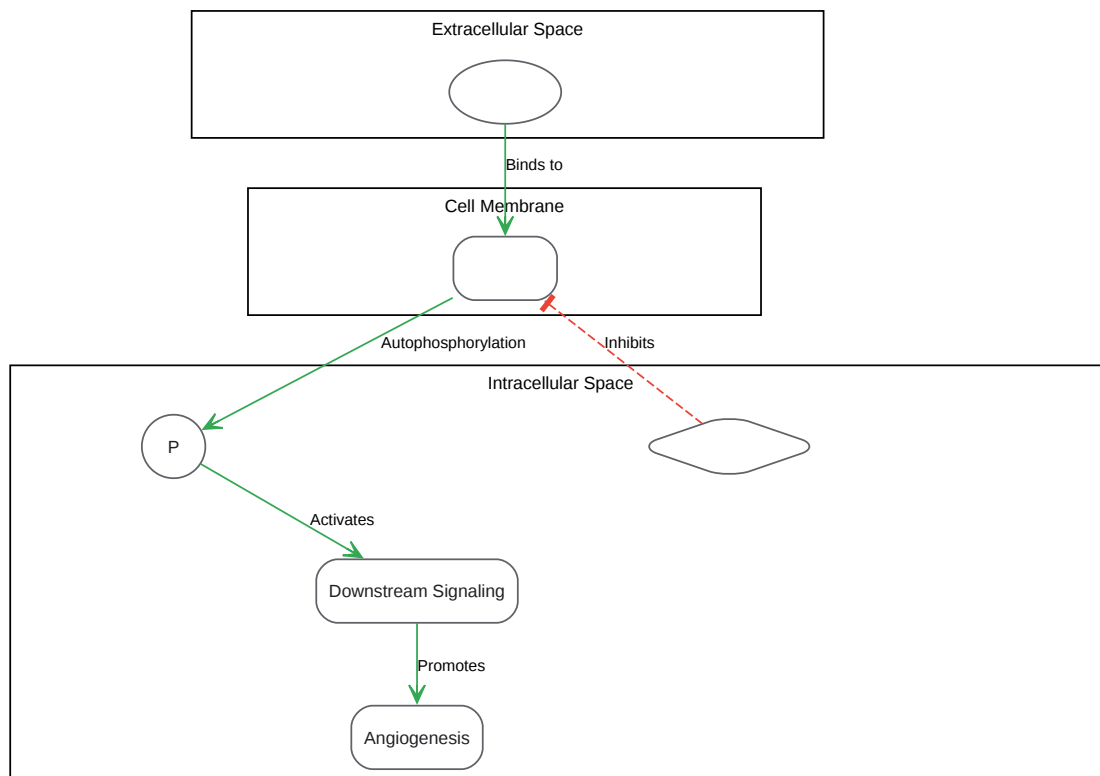 Extracellular Space
Binds to
Cell Membrane
Autophosphorylation
Inhibits
Intracellular Space
P
Activates
Downstream Signaling
Promotes
Angiogenesis